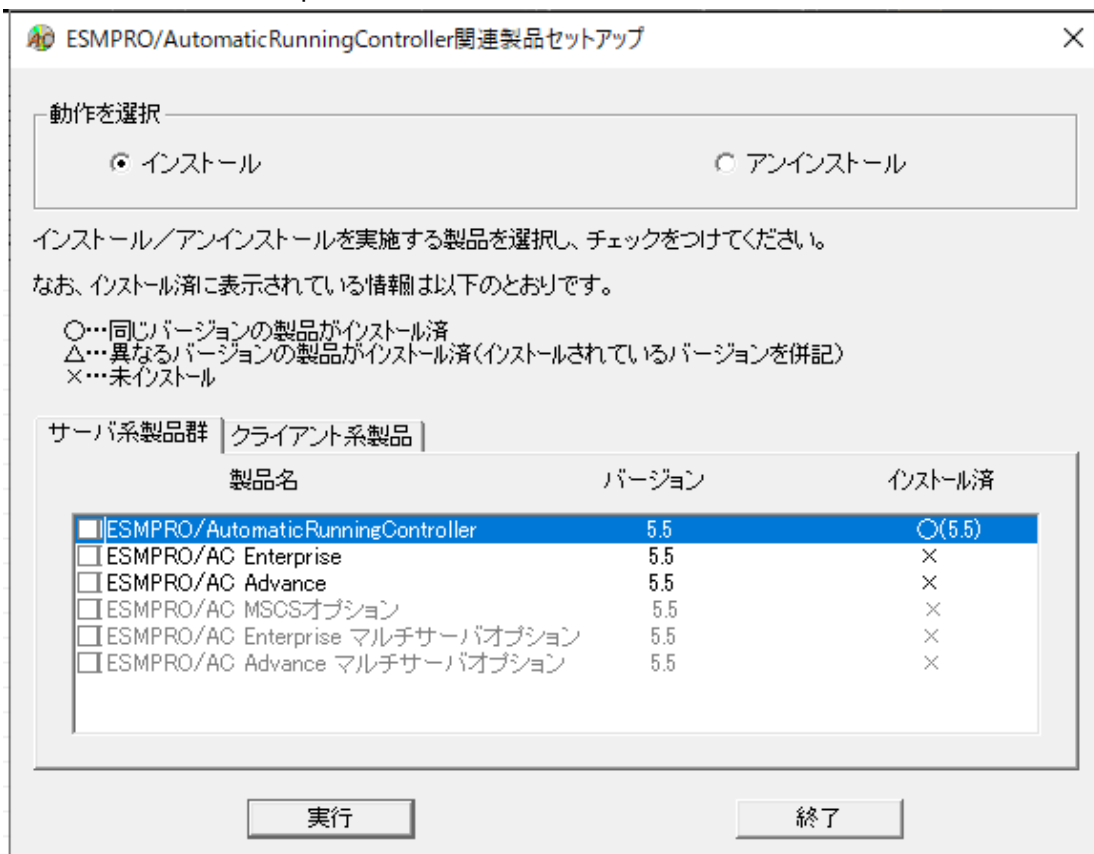 ESMPRO/AutomaticRunningController関連製品セットアップ
動作を選択
インストール アンインストール
インストール／アンインストールを実施する製品を選択し、チェックをつけてください。
なお、インストール済に表示されている情報は以下のとおりです。
○…同じバージョンの製品がインストール済
△…異なるバージョンの製品がインストール済(インストールされているバージョンを併記)
×…未インストール
サーバ系製品群 クライアント系製品
製品名 バージョン インストール済
ESMPRO/AutomaticRunningController 5.5 ○(5.5)
ESMPRO/AC Enterprise 5.5 ×
ESMPRO/AC Advance 5.5 ×
ESMPRO/AC MSCSオプション 5.5 ×
ESMPRO/AC Enterprise マルチサーバオプション 5.5 ×
ESMPRO/AC Advance マルチサーバオプション 5.5 ×
実行 終了